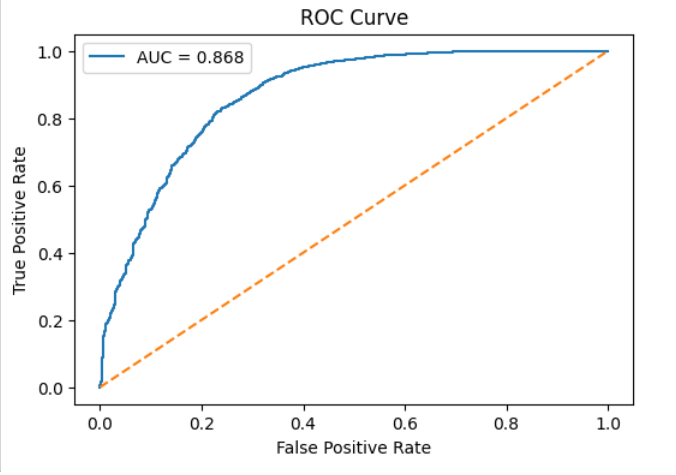 ROC Curve
AUC = 0.868
1.0
0.8
0.6
0.4
0.2
0.0
True Positive Rate
0.0 0.2 0.4 0.6 0.8 1.0
False Positive Rate